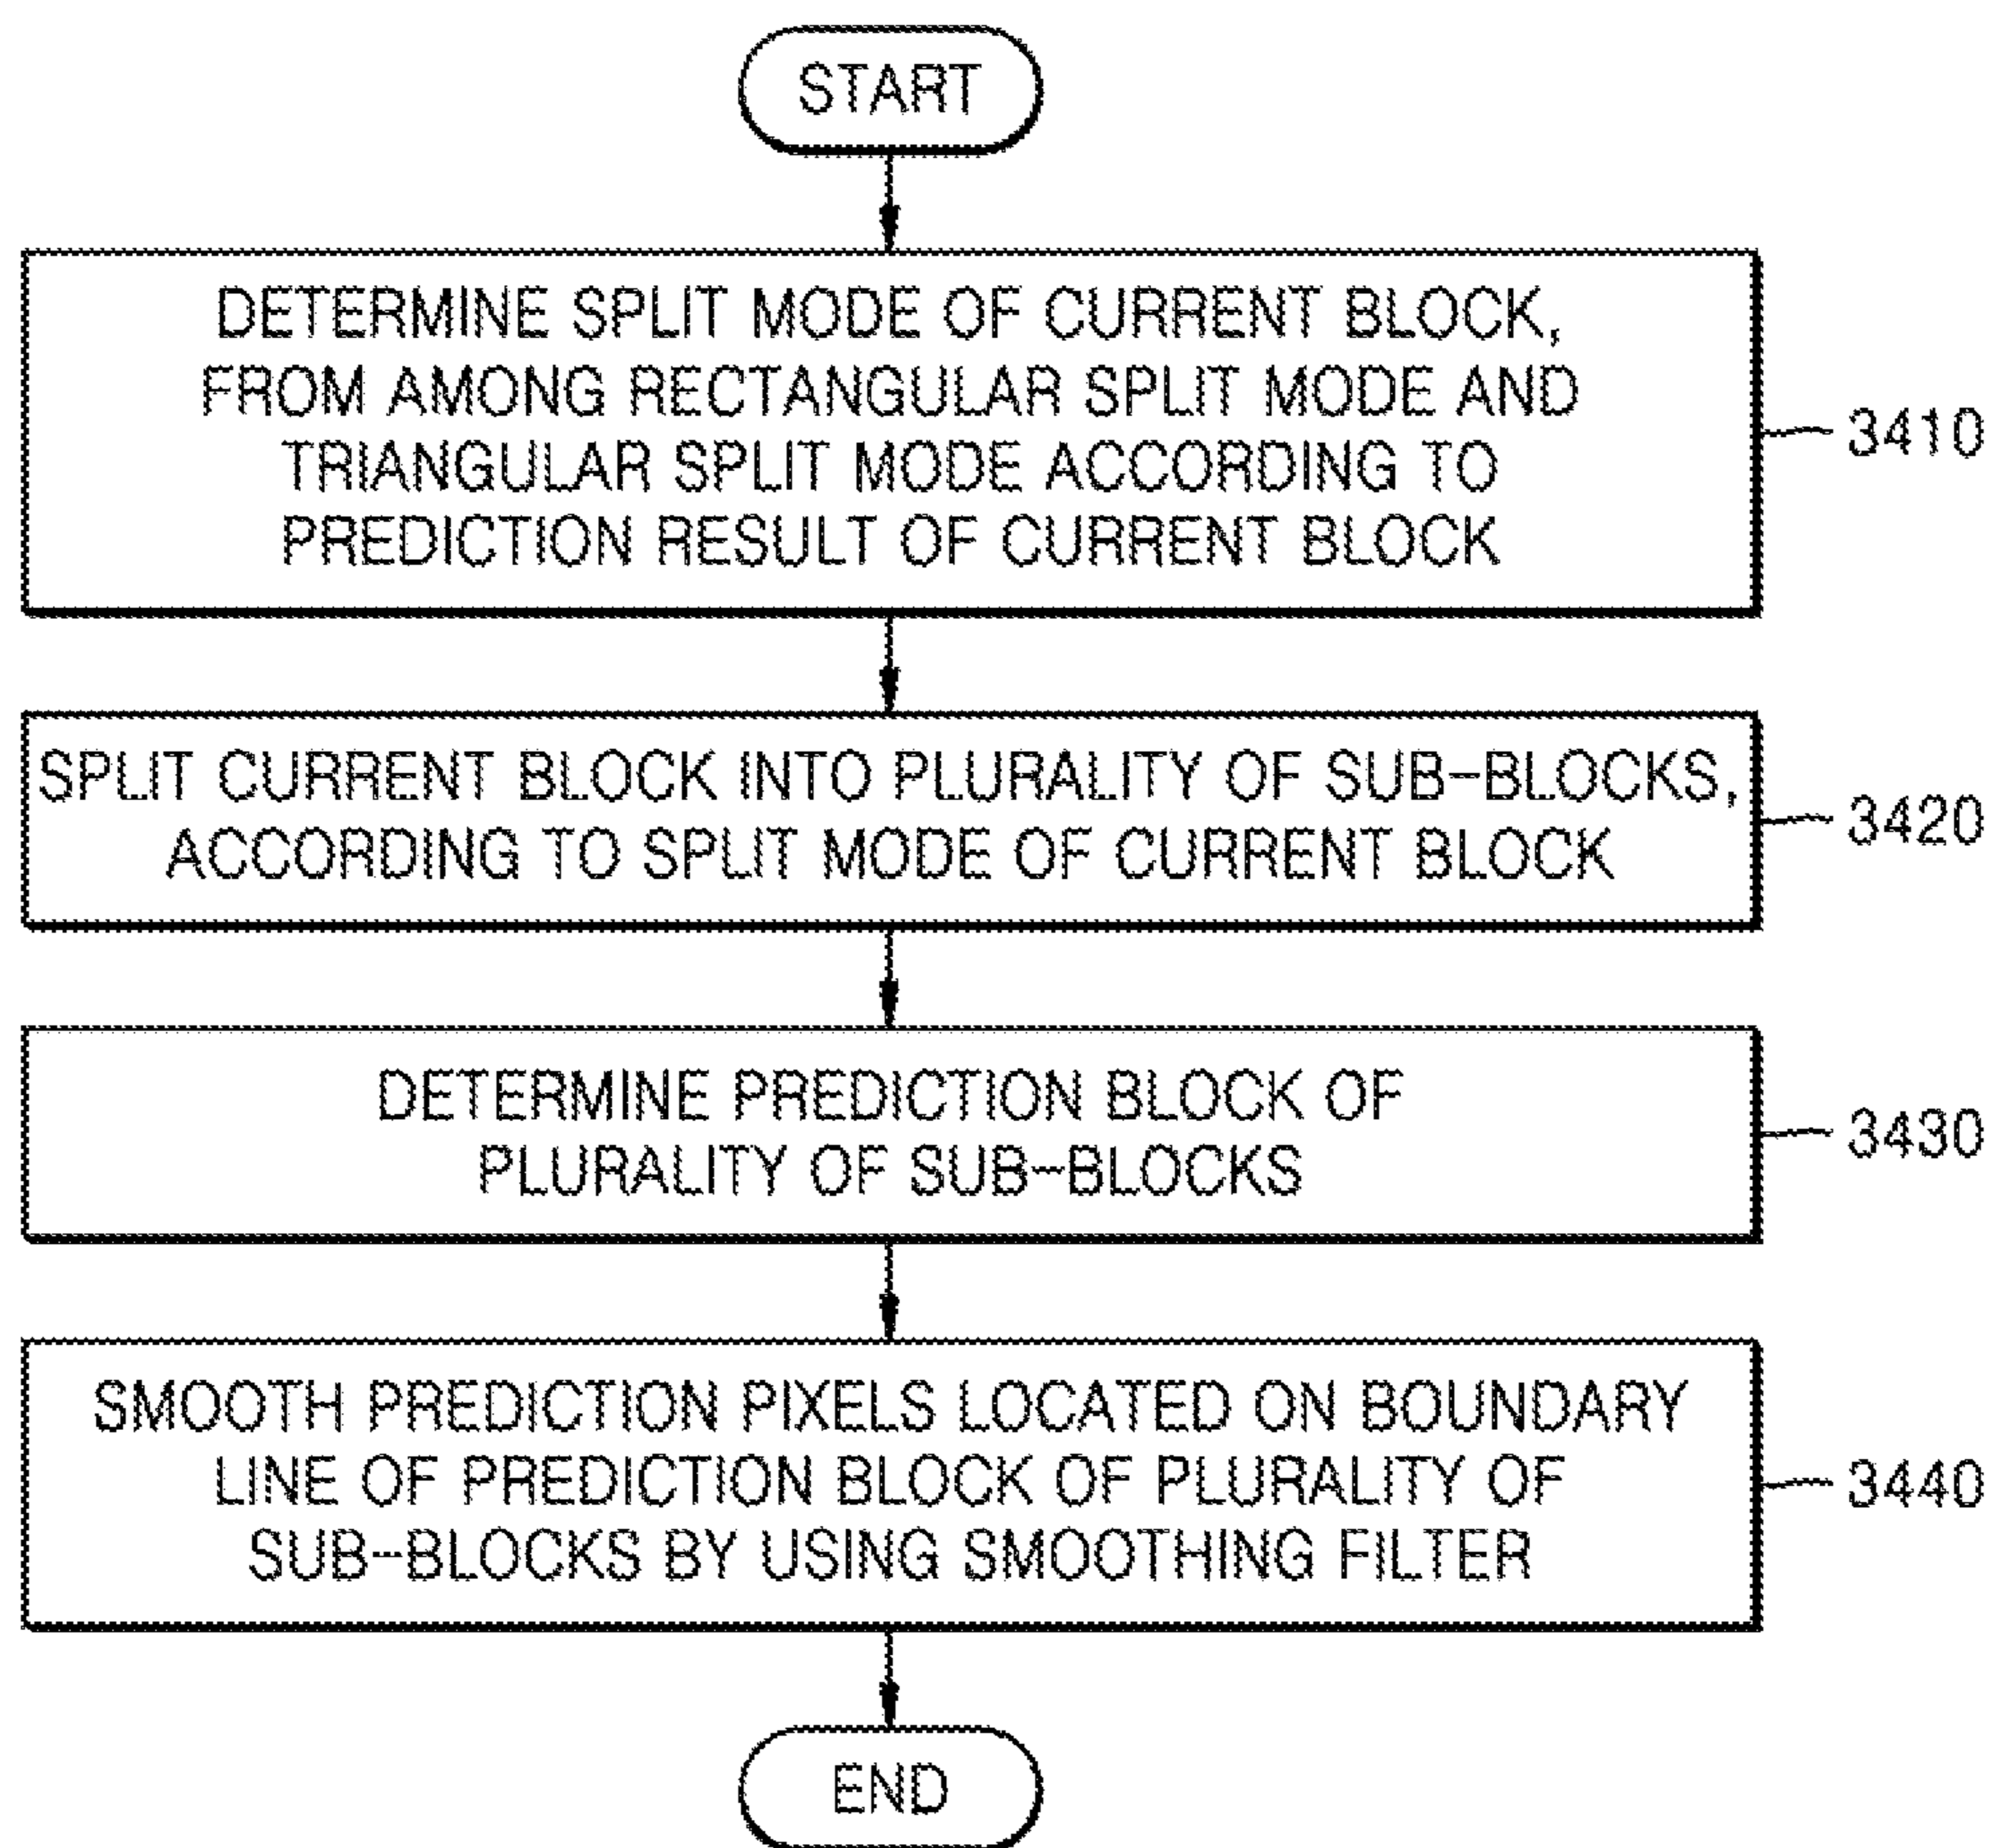 START
DETERMINE SPLIT MODE OF CURRENT BLOCK,
FROM AMONG RECTANGULAR SPLIT MODE AND
TRIANGULAR SPLIT MODE ACCORDING TO
PREDICTION RESULT OF CURRENT BLOCK
3410
SPLIT CURRENT BLOCK INTO PLURALITY OF SUB-BLOCKS,
ACCORDING TO SPLIT MODE OF CURRENT BLOCK
3420
DETERMINE PREDICTION BLOCK OF
PLURALITY OF SUB-BLOCKS
3430
SMOOTH PREDICTION PIXELS LOCATED ON BOUNDARY
LINE OF PREDICTION BLOCK OF PLURALITY OF
SUB-BLOCKS BY USING SMOOTHING FILTER
3440
END